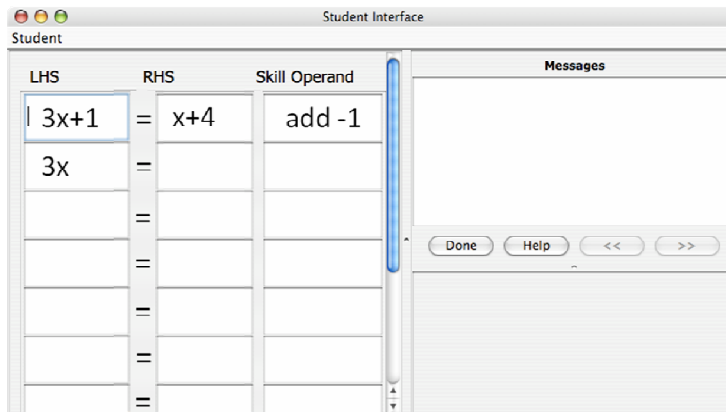 Student Interface
Student
LHS RHS Skill Operand
3x+1 = x+4 add -1
3x =
=
=
=
=
=
Messages
Done Help << >>